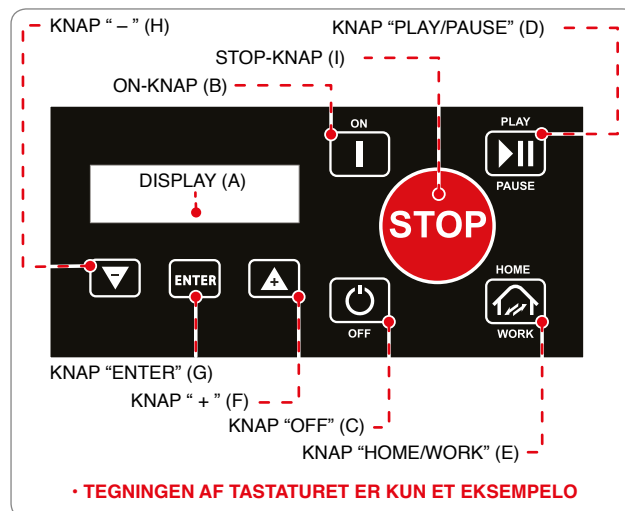 KNAP “ – ” (H)
KNAP “PLAY/PAUSE” (D)
STOP-KNAP (I)
ON-KNAP (B)
ON
PLAY
PAUSE
DISPLAY (A)
STOP
–
ENTER
+
HOME
OFF
WORK
KNAP “ENTER” (G)
KNAP “ + ” (F)
KNAP “OFF” (C)
KNAP “HOME/WORK” (E)
• TEGNINGEN AF TASTATURET ER KUN ET EKSEMPELO